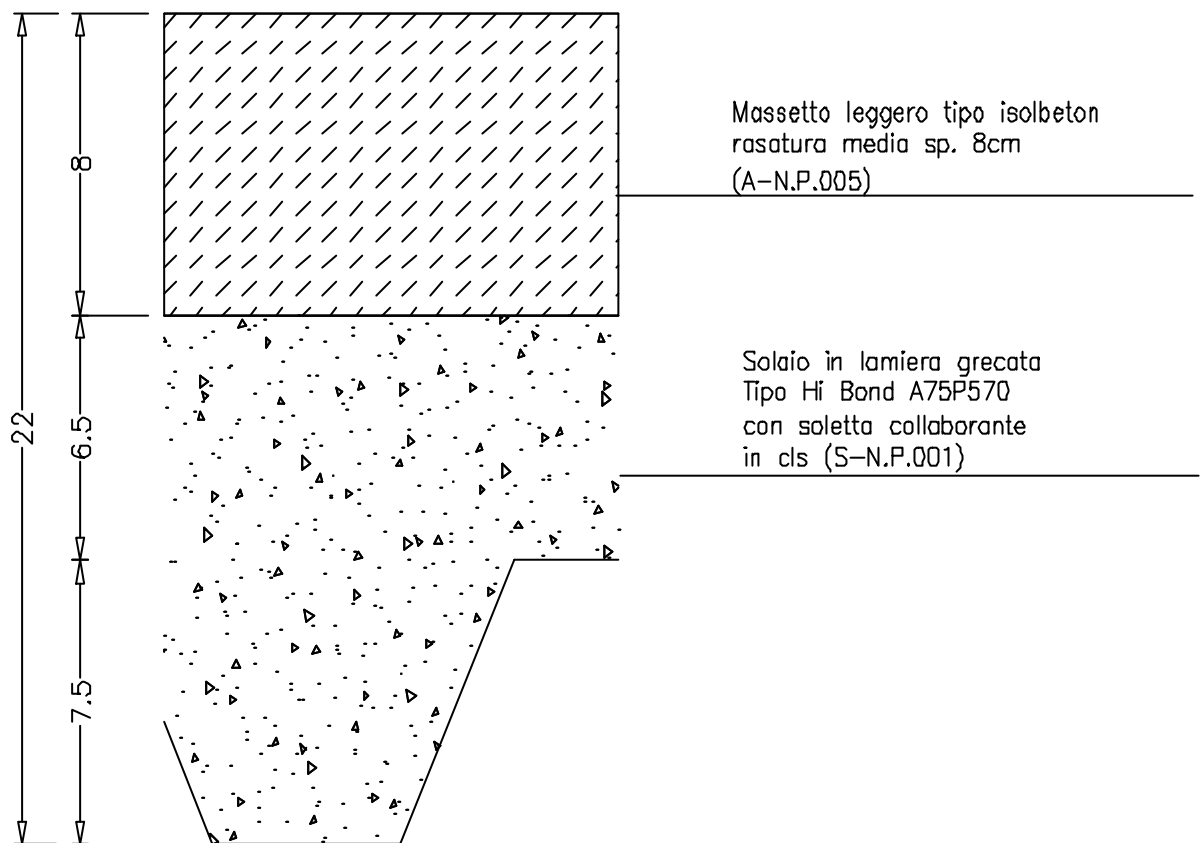 8
6.5
7.5
22
Massetto leggero tipo isolbeton
rasatura media sp. 8cm
(A-N.P.005)
Solaio in lamiera grecata
Tipo Hi Bond A75P570
con soletta collaborante
in cls (S-N.P.001)